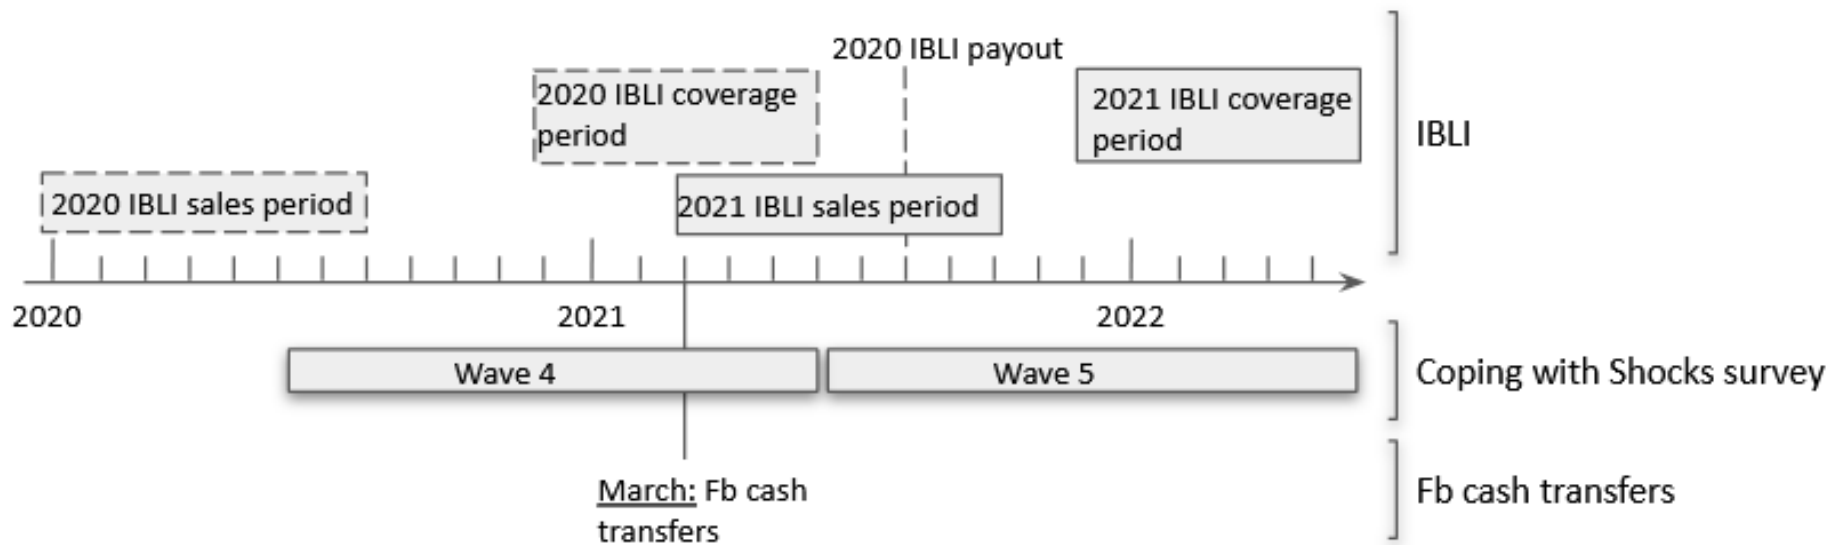 2020 IBLI payout
2020 IBLI coverage
period
2021 IBLI coverage
period
IBLI
2020 IBLI sales period
2021 IBLI sales period
2020
2021
2022
Wave 4
Wave 5
Coping with Shocks survey
March: Fb cash
transfers
Fb cash transfers